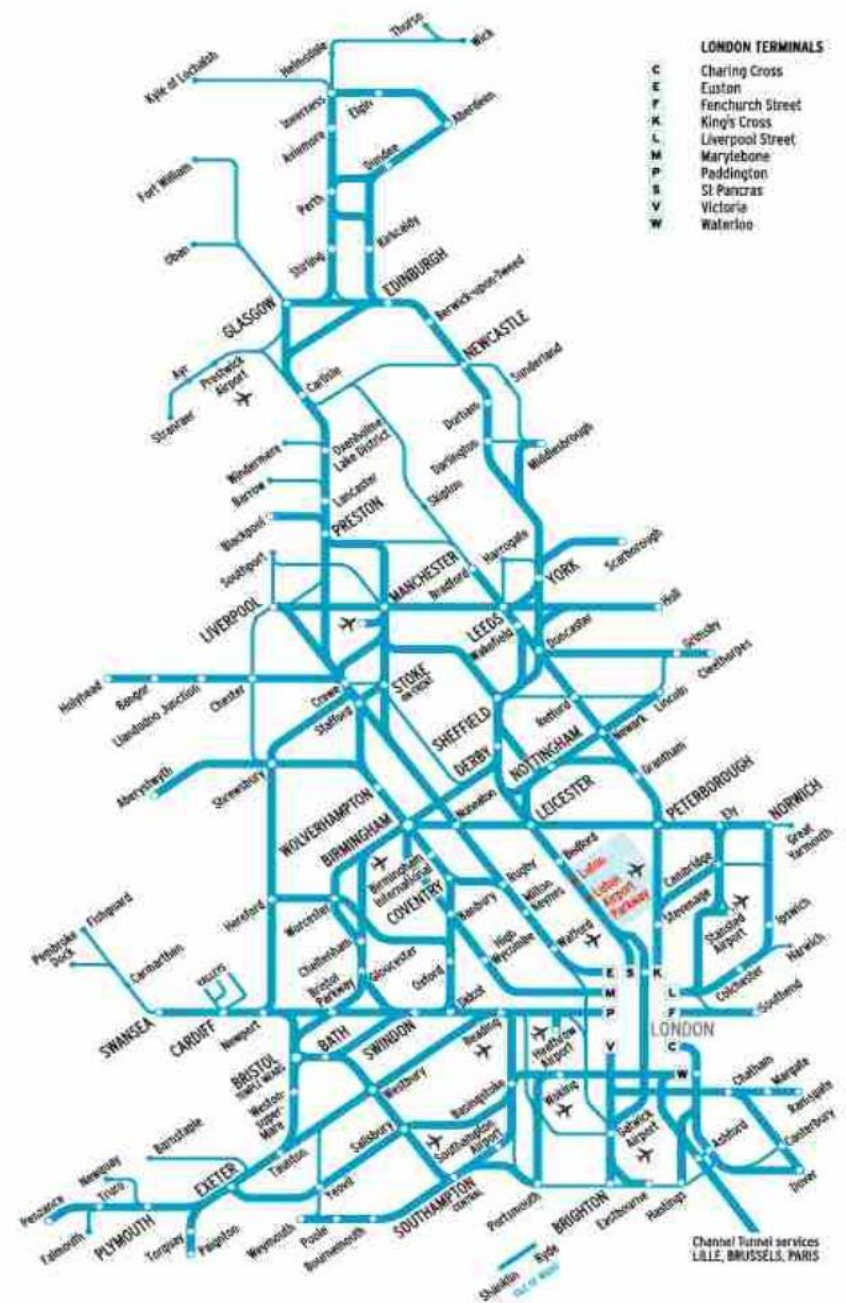 LONDON TERMINALS
C Charing Cross
E Euston
F Fenchurch Street
K King's Cross
L Liverpool Street
M Marylebone
P Paddington
S St Pancras
V Victoria
W Waterloo
Thurso
Wick
Helmsdale
Kyle of Lochalsh
Inverness
Elgin
Aberdeen
Aviemore
Dundee
Fort William
Perth
Kirkcaldy
Oban
Stirling
EDINBURGH
GLASGOW
Berwick-upon-Tweed
NEWCASTLE
Sunderland
Ayr
Prestwick
Airport
Carlisle
Stranraer
Durham
Windermere
Oxenholme
Lake District
Darlington
Middlesbrough
Barrow
Lancaster
Skipton
Blackpool
PRESTON
Southport
MANCHESTER
Bradford
Harrogate
YORK
Scarborough
LIVERPOOL
LEEDS
Wakefield
Hull
Doncaster
Grimsby
Cleethorpes
Holyhead
Bangor
Llandudno Junction
Chester
Crewe
STOKE
Stafford
SHEFFIELD
Retford
Lincoln
Newark
Aberystwyth
Shrewsbury
DERBY
NOTTINGHAM
Grantham
WOLVERHAMPTON
Nuneaton
LEICESTER
PETERBOROUGH
Ely
NORWICH
Great
Yarmouth
BIRMINGHAM
Birmingham
International
COVENTRY
Rugby
Bedford
Luton
Luton
Airport
Parkway
Cambridge
Stevenage
Stansted
Airport
Ipswich
Harwich
Hereford
Worcester
Banbury
Milton
Keynes
Watford
Pembroke
Dock
Fishguard
Carmarthen
VALLEYS
Cheltenham
Bristol
Parkway
Gloucester
Oxford
High
Wycombe
Colchester
Southend
E S K
M L
P F
LONDON
V C
W
SWANSEA
CARDIFF
Newport
BATH
SWINDON
Didcot
Reading
Heathrow
Airport
BRISTOL
TEMPLE MEADS
Weston-
super-
Mare
Westbury
Basingstoke
Woking
Gatwick
Airport
Chatham
Margate
Ramsgate
Canterbury
Ashford
Dover
Barnstaple
Taunton
Salisbury
Southampton
Airport
Newquay
Truro
EXETER
Yeovil
SOUTHAMPTON
CENTRAL
Portsmouth
BRIGHTON
Eastbourne
Hastings
Penzance
Falmouth
PLYMOUTH
Torquay
Paignton
Weymouth
Poole
Bournemouth
Shanklin
Ryde
Channel Tunnel services
LILLE, BRUSSELS, PARIS